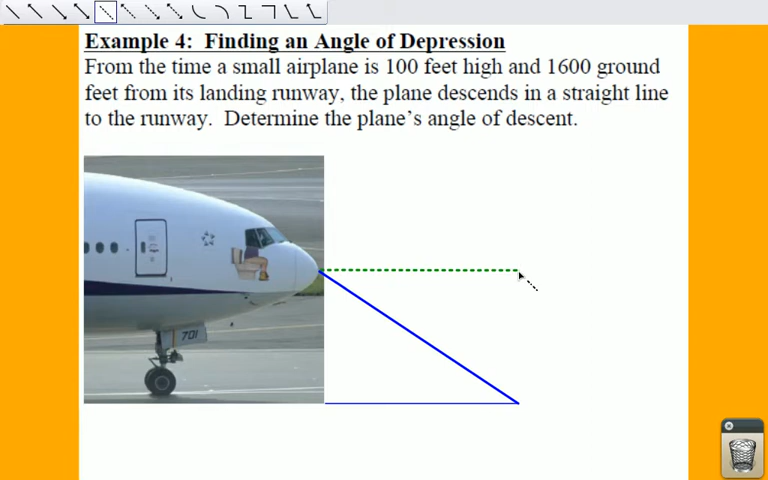 Example 4:  Finding an Angle of Depression
From the time a small airplane is 100 feet high and 1600 ground
feet from its landing runway, the plane descends in a straight line
to the runway.  Determine the plane's angle of descent.
701